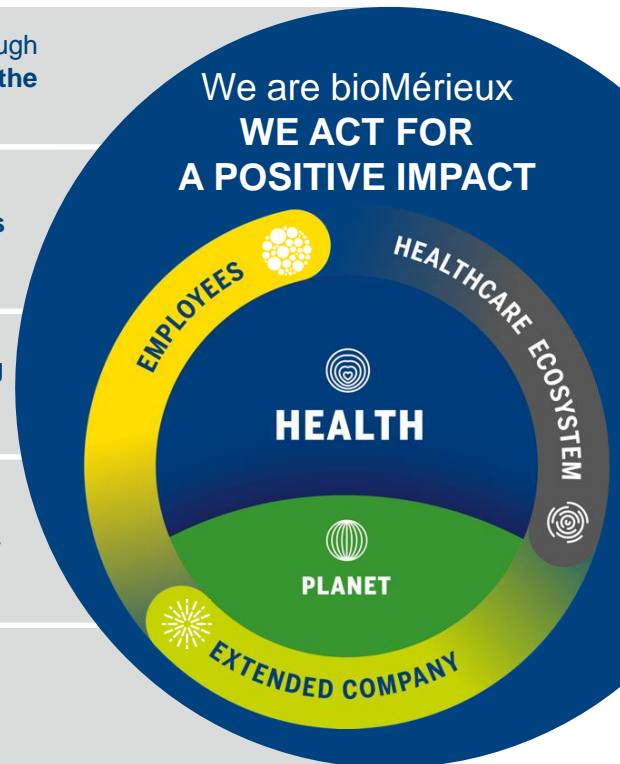 ugh
the
s
g
We are bioMérieux
WE ACT FOR
A POSITIVE IMPACT
EMPLOYEES
HEALTHCARE ECOSYSTEM
HEALTH
PLANET
EXTENDED COMPANY